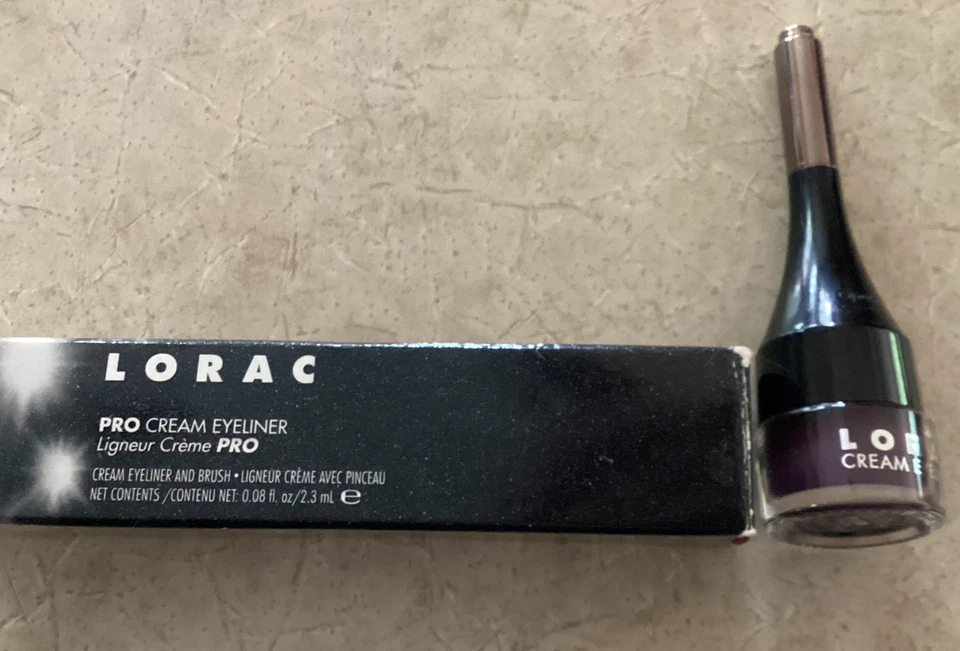 LORAC
PRO CREAM EYELINER
Ligneur Crème PRO
CREAM EYELINER AND BRUSH • LIGNEUR CRÈME AVEC PINCEAU
NET CONTENTS /CONTENU NET: 0.08 fl. oz/2.3 mL ℮
LOR
CREAM E